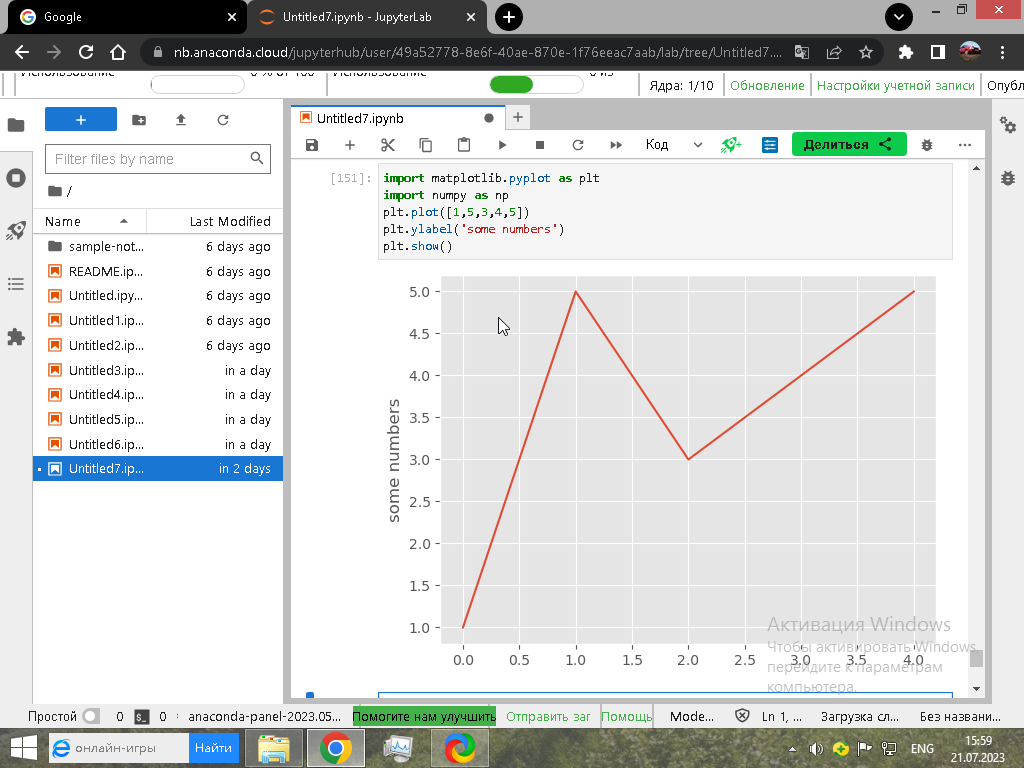 Google
Untitled7.ipynb - JupyterLab
nb.anaconda.cloud/jupyterhub/user/49a52778-8e6f-40ae-870e-1f76eeac7aab/lab/tree/Untitled7....
Использование
0 % от 100
Использование
0 из
Ядра: 1/10
Обновление
Настройки учетной записи
Опубл
Untitled7.ipynb
Filter files by name
Код
Делиться
/
Name
Last Modified
sample-not... 6 days ago
README.ip... 6 days ago
Untitled.ipy... 6 days ago
Untitled1.ip... 6 days ago
Untitled2.ip... 6 days ago
Untitled3.ip... in a day
Untitled4.ip... in a day
Untitled5.ip... in a day
Untitled6.ip... in a day
Untitled7.ip... in 2 days
[151]:
import matplotlib.pyplot as plt
import numpy as np
plt.plot([1,5,3,4,5])
plt.ylabel('some numbers')
plt.show()
5.0
4.5
4.0
3.5
3.0
2.5
2.0
1.5
1.0
some numbers
0.0 0.5 1.0 1.5 2.0 2.5 3.0 3.5 4.0
Активация Windows
Чтобы активировать Windows,
перейдите к параметрам
компьютера.
Простой
0
$_
0
anaconda-panel-2023.05...
Помогите нам улучшить
Отправить заг
Помощь
Mode...
Ln 1, ...
Загрузка сл...
Без названи...
онлайн-игры
Найти
ENG
15:59
21.07.2023